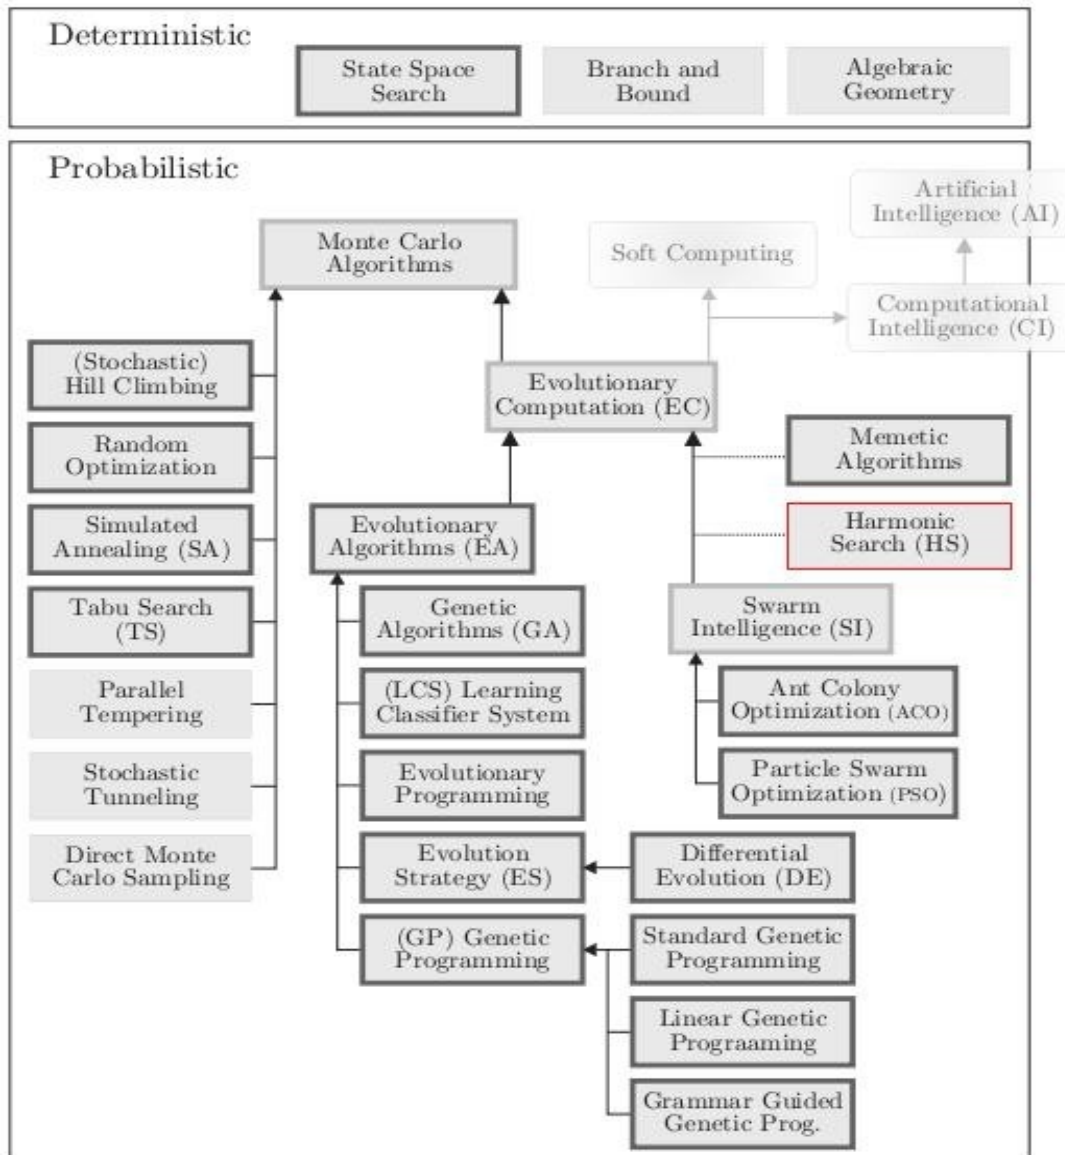 Deterministic
State Space
Search
Branch and
Bound
Algebraic
Geometry
Probabilistic
Artificial
Intelligence (AI)
Monte Carlo
Algorithms
Soft Computing
Computational
Intelligence (CI)
(Stochastic)
Hill Climbing
Evolutionary
Computation (EC)
Random
Optimization
Memetic
Algorithms
Simulated
Annealing (SA)
Evolutionary
Algorithms (EA)
Harmonic
Search (HS)
Tabu Search
(TS)
Genetic
Algorithms (GA)
Swarm
Intelligence (SI)
Parallel
Tempering
(LCS) Learning
Classifier System
Ant Colony
Optimization (ACO)
Stochastic
Tunneling
Evolutionary
Programming
Particle Swarm
Optimization (PSO)
Direct Monte
Carlo Sampling
Evolution
Strategy (ES)
Differential
Evolution (DE)
(GP) Genetic
Programming
Standard Genetic
Programming
Linear Genetic
Prograaming
Grammar Guided
Genetic Prog.